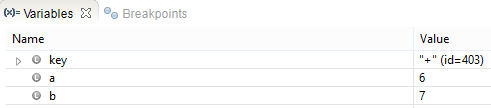 (x)= Variables Breakpoints
Name Value
key "+" (id=403)
a 6
b 7